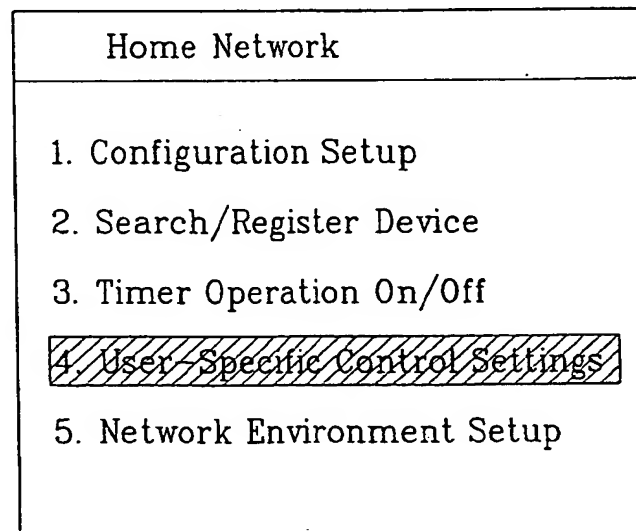 Home Network
1. Configuration Setup
2. Search/Register Device
3. Timer Operation On/Off
4. User-Specific Control Settings
5. Network Environment Setup